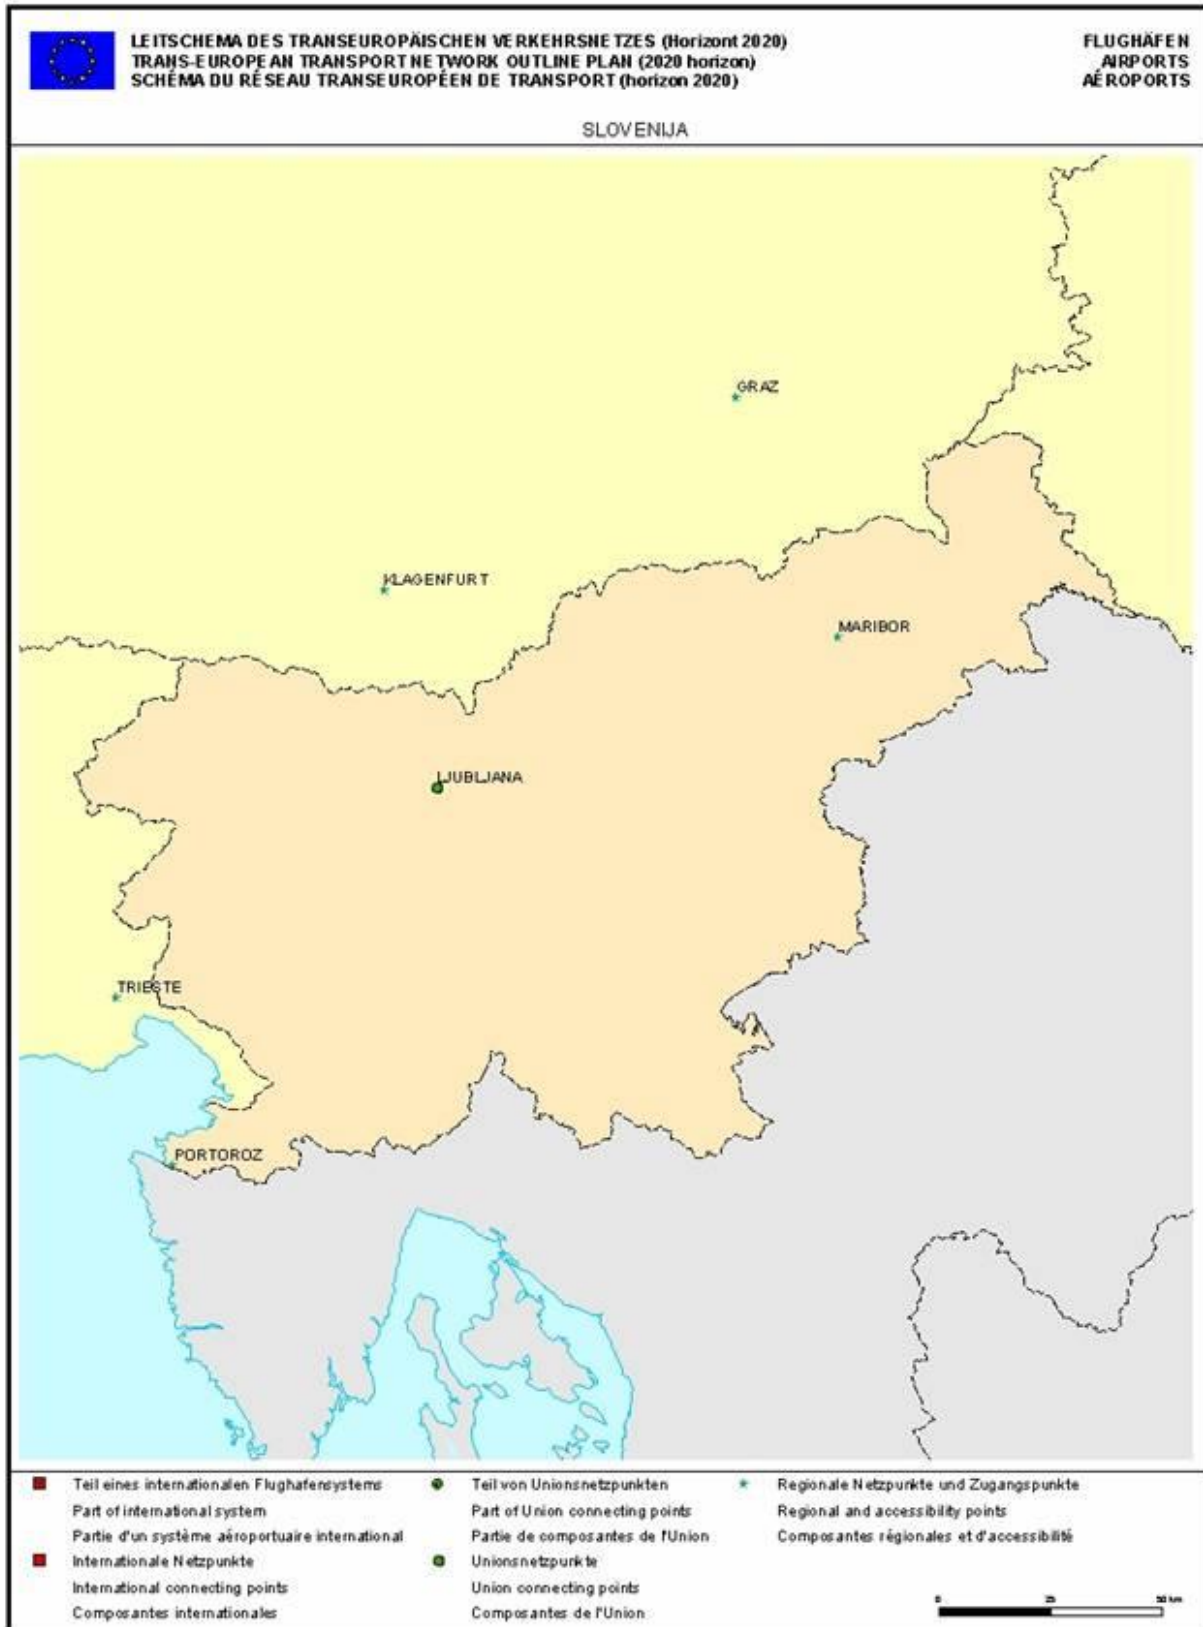 LEITSCHEMA DES TRANSEUROPÄISCHEN VERKEHRSNETZES (Horizont 2020)
TRANS-EUROPEAN TRANSPORT NETWORK OUTLINE PLAN (2020 horizon)
SCHÉMA DU RÉSEAU TRANSEUROPÉEN DE TRANSPORT (horizon 2020)
FLUGHÄFEN
AIRPORTS
AÉROPORTS
SLOVENIJA
GRAZ
KLAGENFURT
MARIBOR
LJUBLJANA
TRIESTE
PORTOROZ
Teil eines internationalen Flughafensystems
Part of international system
Partie d'un système aéroportuaire international
Internationale Netzpunkte
International connecting points
Composantes internationales
Teil von Unionsnetzpunkten
Part of Union connecting points
Partie de composantes de l'Union
Unionsnetzpunkte
Union connecting points
Composantes de l'Union
Regionale Netzpunkte und Zugangspunkte
Regional and accessibility points
Composantes régionales et d'accessibilité
0 25 50 km